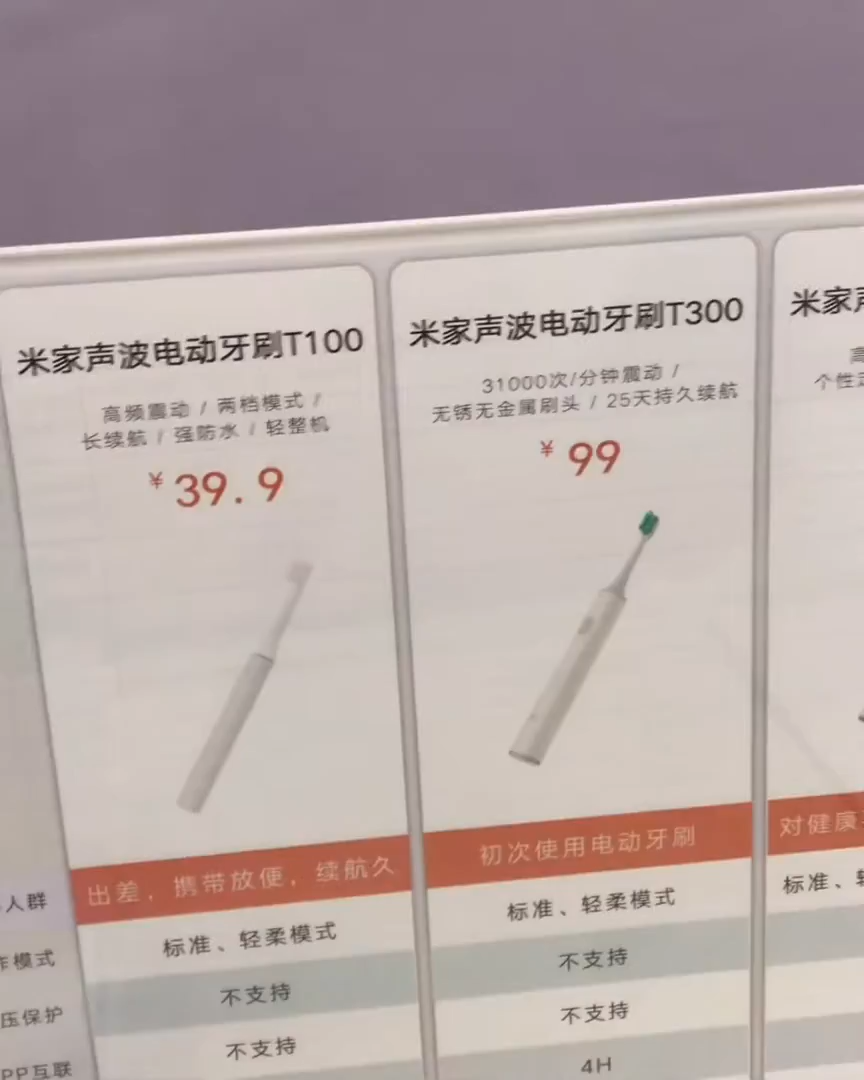 米家声波电动牙刷T100
高频震动 / 两档模式 /
长续航 / 强防水 / 轻整机
¥ 39.9
米家声波电动牙刷T300
31000次/分钟震动 /
无锈无金属刷头 / 25天持久续航
¥ 99
米家
个性
出差，携带放便，续航久
初次使用电动牙刷
对健康
人群
标准、轻柔模式
标准、轻柔模式
标准、
模式
不支持
不支持
压保护
不支持
不支持
PP互联
4H